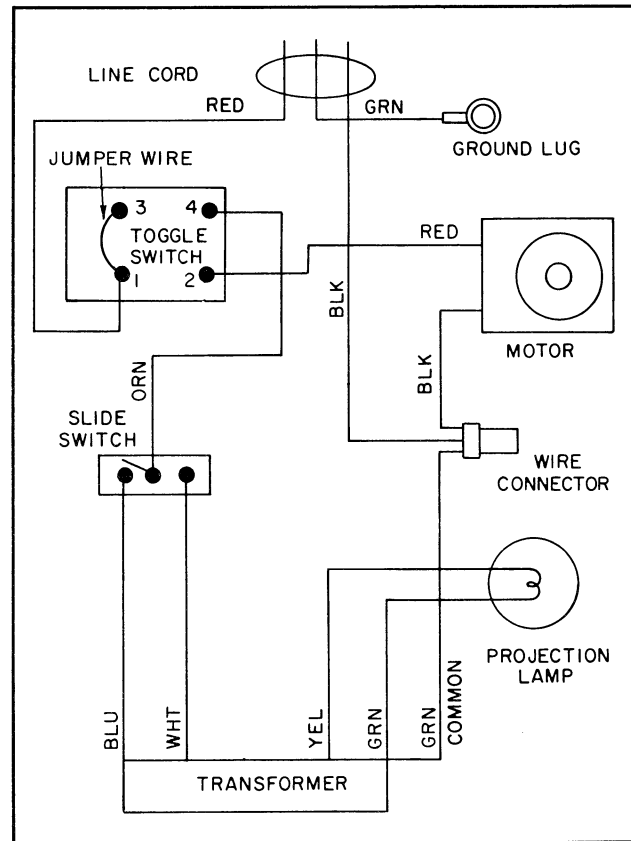 LINE CORD
RED
GRN
GROUND LUG
JUMPER WIRE
3
4
TOGGLE
SWITCH
1
2
RED
BLK
MOTOR
BLK
ORN
SLIDE
SWITCH
WIRE
CONNECTOR
PROJECTION
LAMP
BLU
WHT
YEL
GRN
GRN
COMMON
TRANSFORMER